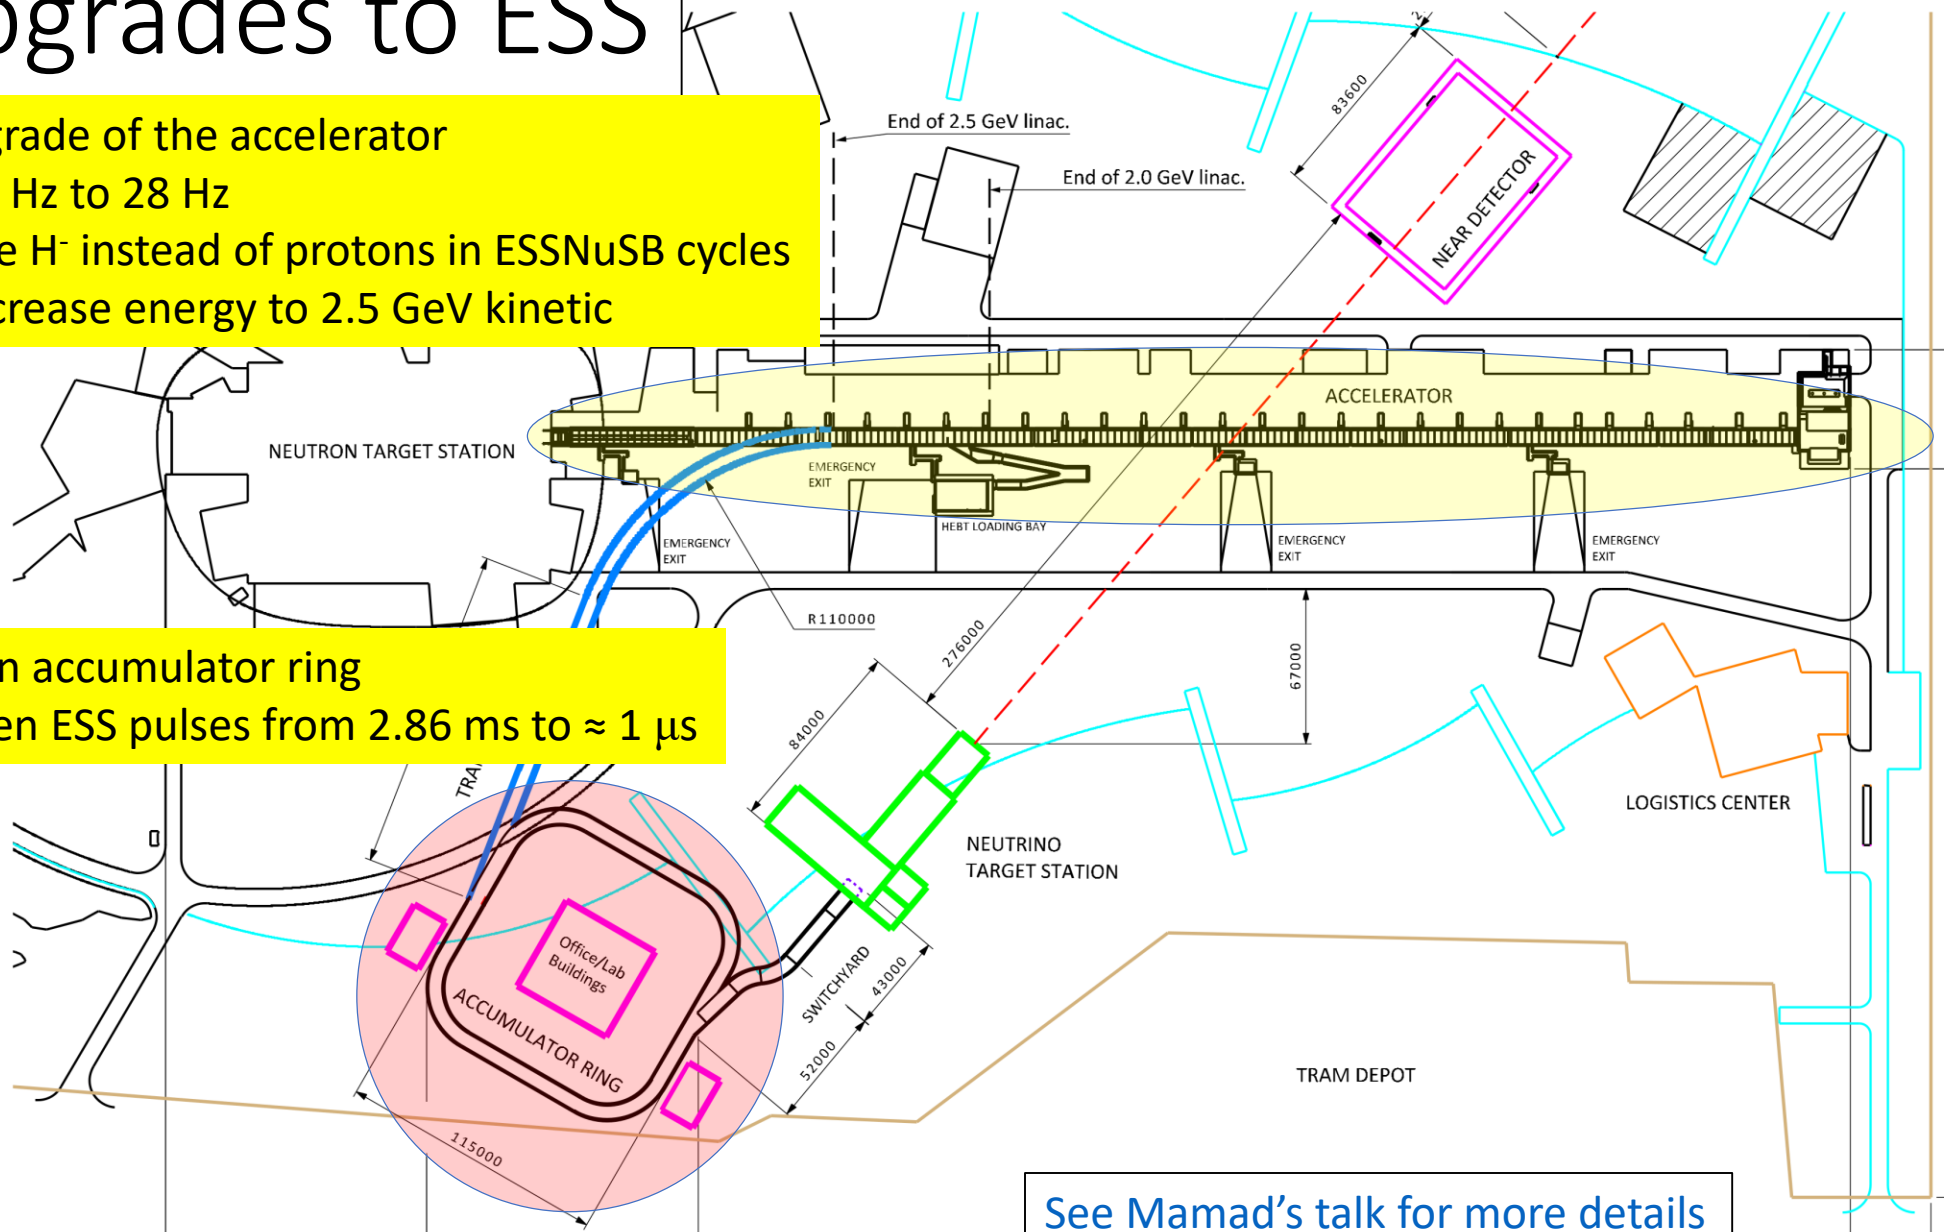 ogrades to ESS
grade of the accelerator
Hz to 28 Hz
e H⁻ instead of protons in ESSNuSB cycles
crease energy to 2.5 GeV kinetic
End of 2.5 GeV linac.
End of 2.0 GeV linac.
83600
NEAR DETECTOR
ACCELERATOR
NEUTRON TARGET STATION
EMERGENCY
EXIT
HEBT LOADING BAY
EMERGENCY
EXIT
EMERGENCY
EXIT
EMERGENCY
EXIT
R110000
276000
67000
n accumulator ring
en ESS pulses from 2.86 ms to ≈ 1 μs
84000
TRA
LOGISTICS CENTER
NEUTRINO
TARGET STATION
Office/Lab
Buildings
ACCUMULATOR RING
SWITCHYARD
43000
52000
TRAM DEPOT
115000
See Mamad's talk for more details